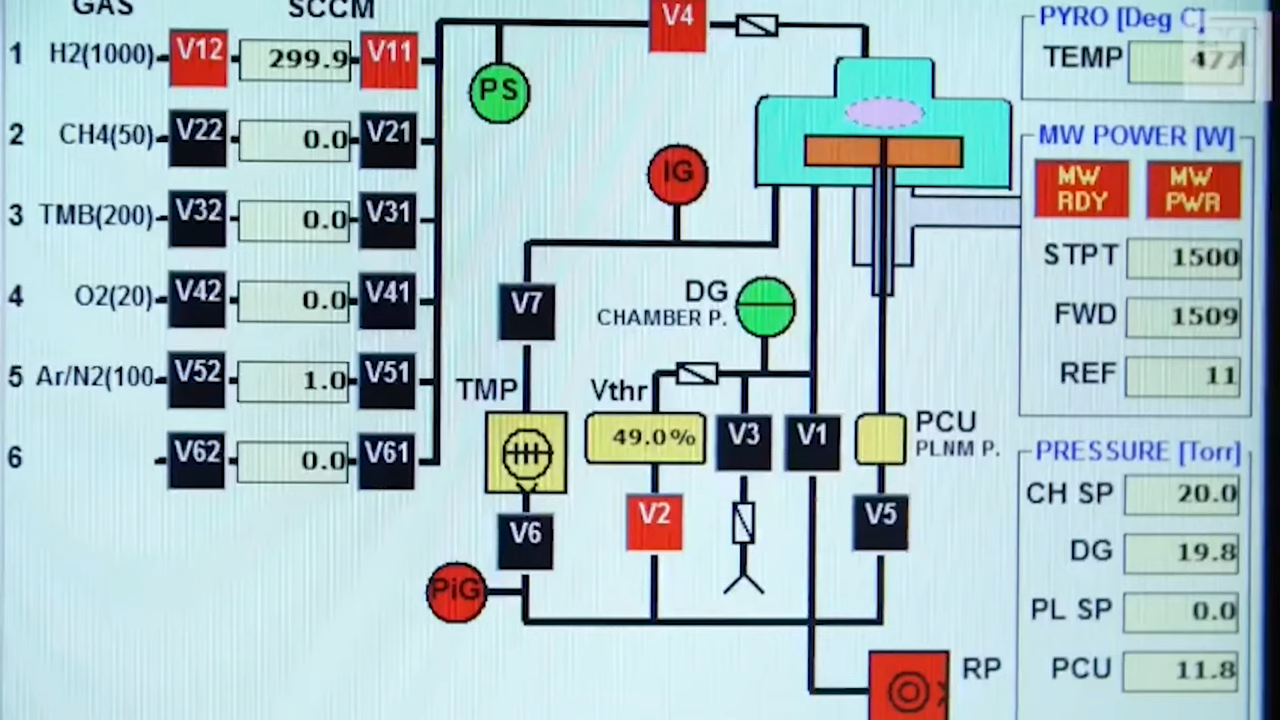 GAS SCCM
1 H2(1000) V12 299.9 V11
2 CH4(50) V22 0.0 V21
3 TMB(200) V32 0.0 V31
4 O2(20) V42 0.0 V41
5 Ar/N2(100 V52 1.0 V51
6 V62 0.0 V61
V4
PS
IG
V7
DG
CHAMBER P.
TMP
Vthr
49.0%
V3
V1
PCU
PLNM P.
V6
V2
V5
PiG
RP
PYRO [Deg C]
TEMP 477
MW POWER [W]
MW RDY
MW PWR
STPT 1500
FWD 1509
REF 11
PRESSURE [Torr]
CH SP 20.0
DG 19.8
PL SP 0.0
PCU 11.8